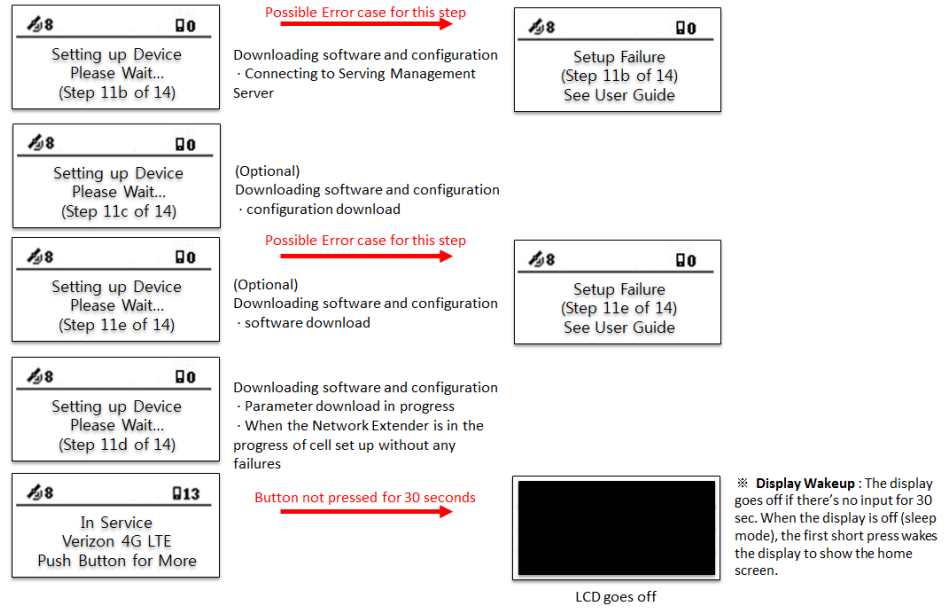 8 0
Setting up Device
Please Wait...
(Step 11b of 14)
Possible Error case for this step
Downloading software and configuration
· Connecting to Serving Management
Server
8 0
Setup Failure
(Step 11b of 14)
See User Guide
8 0
Setting up Device
Please Wait...
(Step 11c of 14)
(Optional)
Downloading software and configuration
· configuration download
8 0
Setting up Device
Please Wait...
(Step 11e of 14)
Possible Error case for this step
(Optional)
Downloading software and configuration
· software download
8 0
Setup Failure
(Step 11e of 14)
See User Guide
8 0
Setting up Device
Please Wait...
(Step 11d of 14)
Downloading software and configuration
· Parameter download in progress
· When the Network Extender is in the
progress of cell set up without any
failures
8 13
In Service
Verizon 4G LTE
Push Button for More
Button not pressed for 30 seconds
LCD goes off
※ Display Wakeup : The display
goes off if there's no input for 30
sec. When the display is off (sleep
mode), the first short press wakes
the display to show the home
screen.